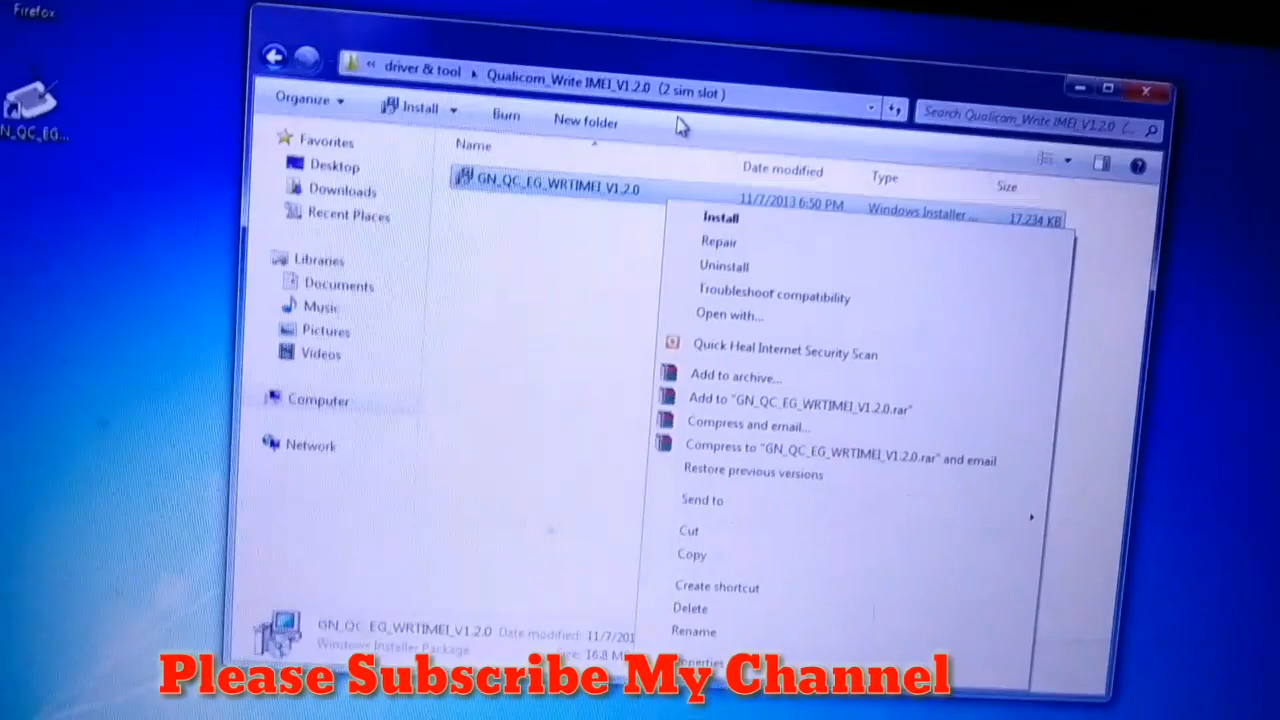 Firefox
N_QC_EG...
driver & tool
Qualicom_Write IMEI_V1.2.0 (2 sim slot)
Search Qualicom_Write IMEI_V1.2.0 (...
Organize
Install
Burn
New folder
Name
Date modified
Type
Size
GN_QC_EG_WRTIMEI_V1.2.0
11/7/2013 6:50 PM
Windows Installer ...
17,234 KB
Favorites
Desktop
Downloads
Recent Places
Libraries
Documents
Music
Pictures
Videos
Computer
Network
Install
Repair
Uninstall
Troubleshoot compatibility
Open with...
Quick Heal Internet Security Scan
Add to archive...
Add to "GN_QC_EG_WRTIMEI_V1.2.0.rar"
Compress and email...
Compress to "GN_QC_EG_WRTIMEI_V1.2.0.rar" and email
Restore previous versions
Send to
Cut
Copy
Create shortcut
Delete
Rename
Properties
GN_QC_EG_WRTIMEI_V1.2.0
Date modified: 11/7/201
Windows Installer Package
Size: 16.8 MB
Please Subscribe My Channel